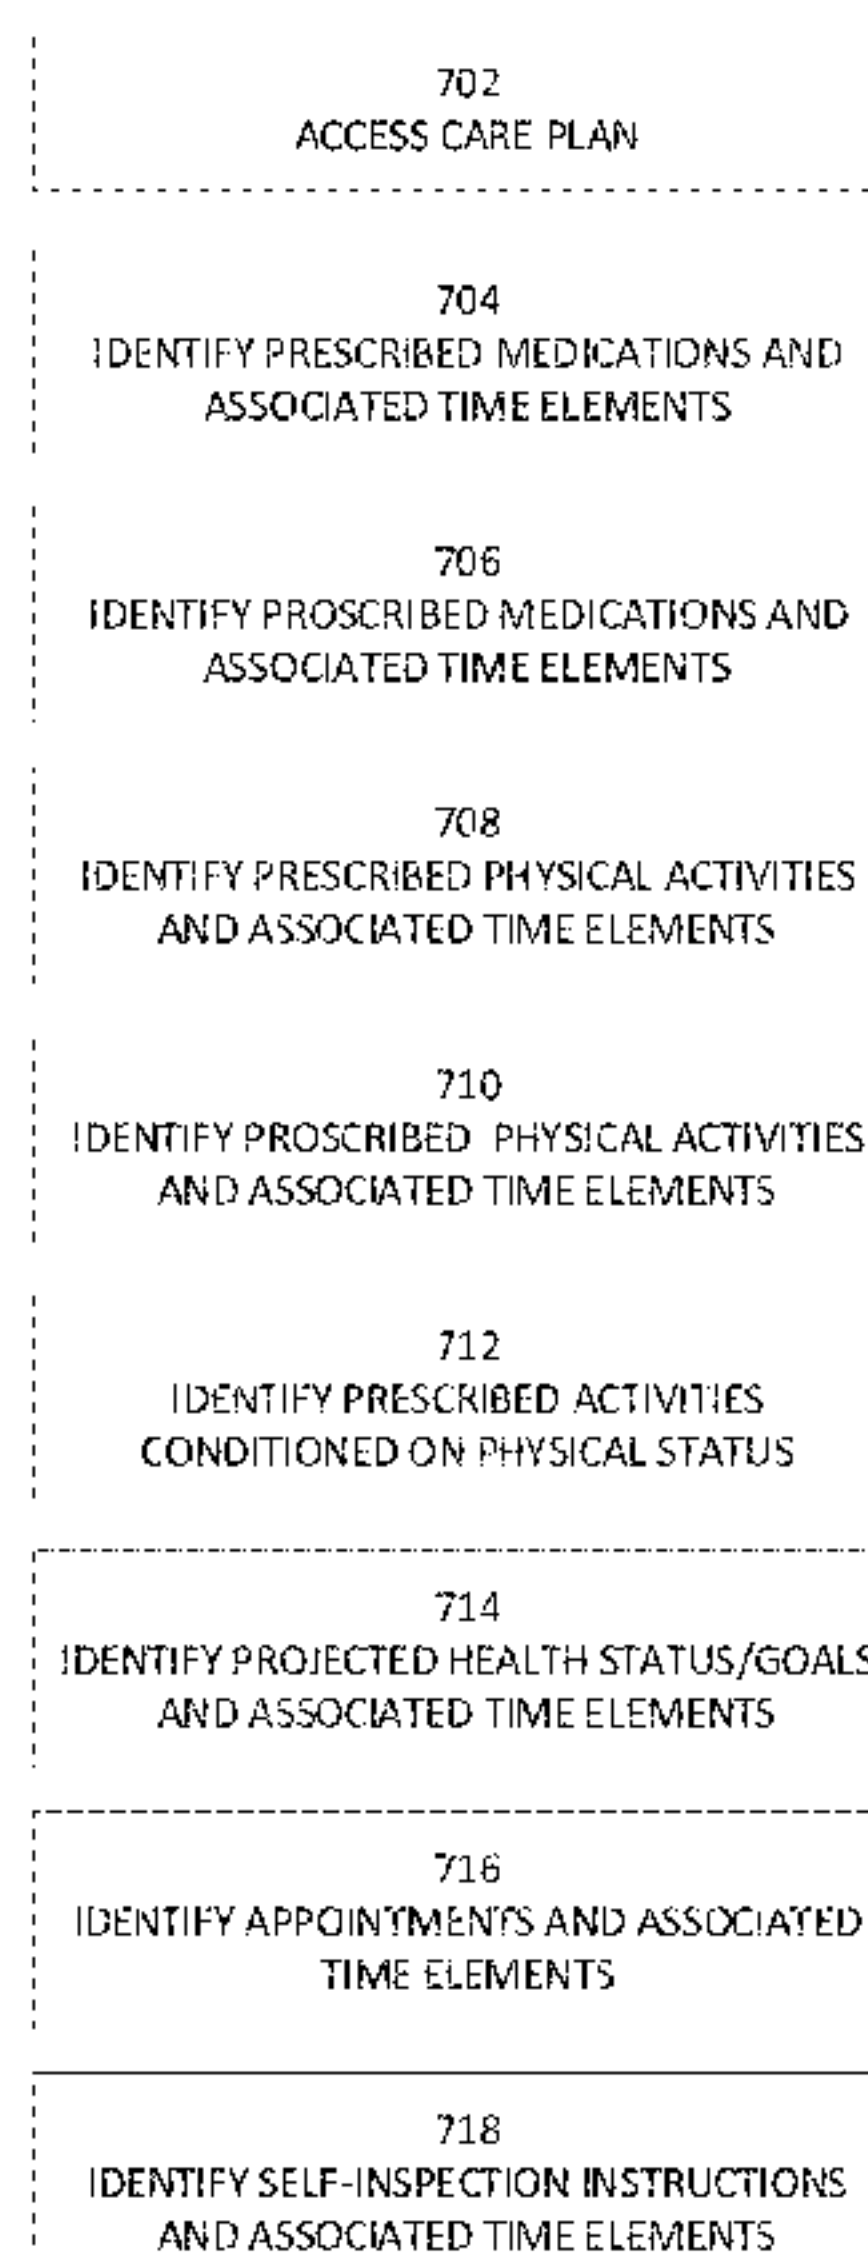 702
ACCESS CARE PLAN
704
IDENTIFY PRESCRIBED MEDICATIONS AND
ASSOCIATED TIME ELEMENTS
706
IDENTIFY PROSCRIBED MEDICATIONS AND
ASSOCIATED TIME ELEMENTS
708
IDENTIFY PRESCRIBED PHYSICAL ACTIVITIES
AND ASSOCIATED TIME ELEMENTS
710
IDENTIFY PROSCRIBED PHYSICAL ACTIVITIES
AND ASSOCIATED TIME ELEMENTS
712
IDENTIFY PRESCRIBED ACTIVITIES
CONDITIONED ON PHYSICAL STATUS
714
IDENTIFY PROJECTED HEALTH STATUS/GOALS
AND ASSOCIATED TIME ELEMENTS
716
IDENTIFY APPOINTMENTS AND ASSOCIATED
TIME ELEMENTS
718
IDENTIFY SELF-INSPECTION INSTRUCTIONS
AND ASSOCIATED TIME ELEMENTS